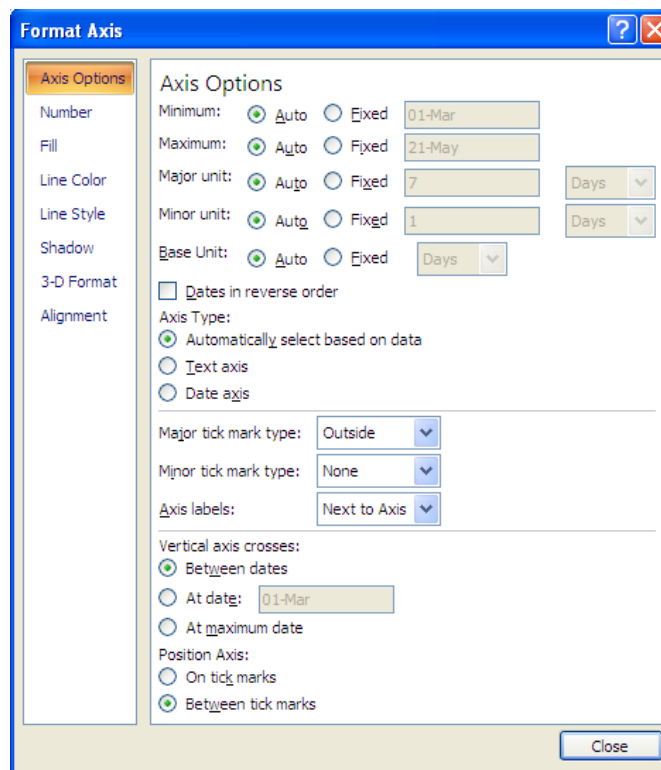 Format Axis
?
Axis Options
Number
Fill
Line Color
Line Style
Shadow
3-D Format
Alignment
Axis Options
Minimum: Auto Fixed 01-Mar
Maximum: Auto Fixed 21-May
Major unit: Auto Fixed 7 Days
Minor unit: Auto Fixed 1 Days
Base Unit: Auto Fixed Days
Dates in reverse order
Axis Type:
Automatically select based on data
Text axis
Date axis
Major tick mark type: Outside
Minor tick mark type: None
Axis labels: Next to Axis
Vertical axis crosses:
Between dates
At date: 01-Mar
At maximum date
Position Axis:
On tick marks
Between tick marks
Close